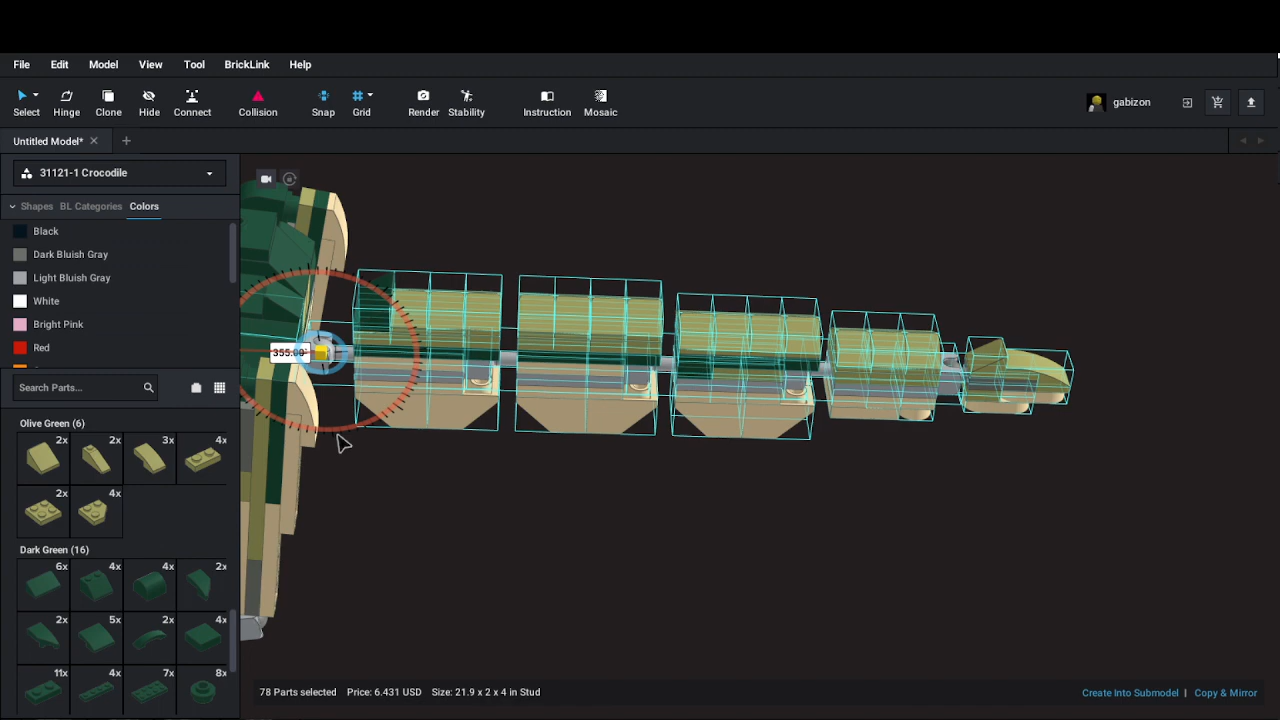 File Edit Model View Tool BrickLink Help
Select Hinge Clone Hide Connect Collision Snap Grid Render Stability Instruction Mosaic
gabizon
Untitled Model*
31121-1 Crocodile
Shapes BL Categories Colors
Black
Dark Bluish Gray
Light Bluish Gray
White
Bright Pink
Red
Search Parts...
Olive Green (6)
2x 2x 3x 4x
2x 4x
Dark Green (16)
6x 4x 4x 2x
2x 5x 2x 4x
11x 4x 7x 8x
355.00°
78 Parts selected Price: 6.431 USD Size: 21.9 x 2 x 4 in Stud
Create Into Submodel | Copy & Mirror